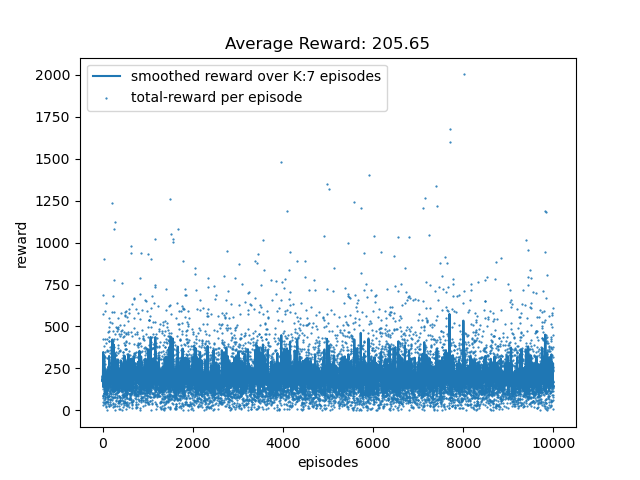 Average Reward: 205.65
smoothed reward over K:7 episodes
total-reward per episode
2000
1750
1500
1250
1000
750
500
250
0
reward
0 2000 4000 6000 8000 10000
episodes